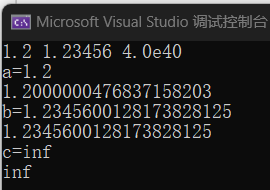 Microsoft Visual Studio 调试控制台
1.2 1.23456 4.0e40
a=1.2
1.2000000476837158203
b=1.2345600128173828125
1.2345600128173828125
c=inf
inf